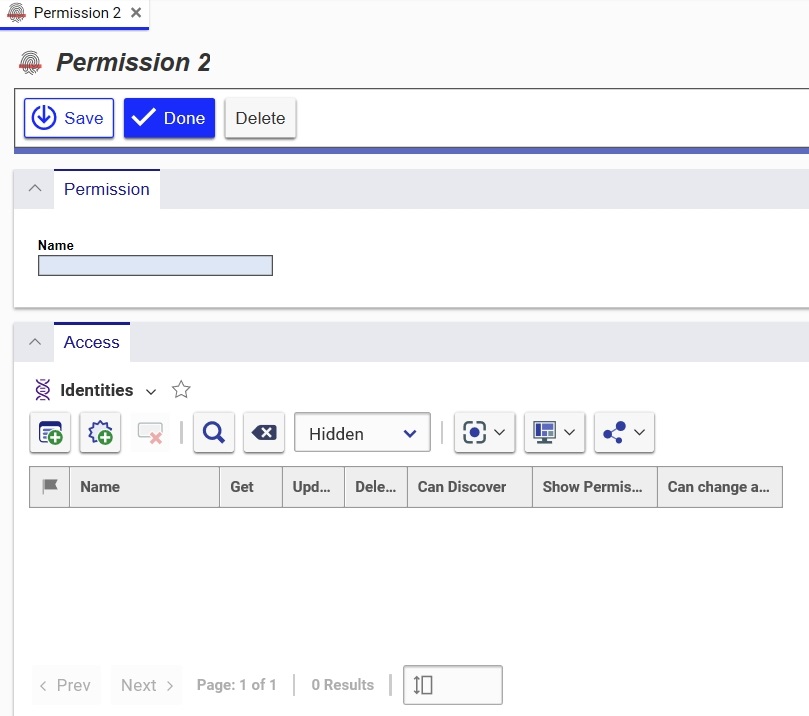 Permission 2
Permission 2
Save Done Delete
Permission
Name
Access
Identities
Hidden
Name Get Upd... Dele... Can Discover Show Permis... Can change a...
Prev Next Page: 1 of 1 0 Results